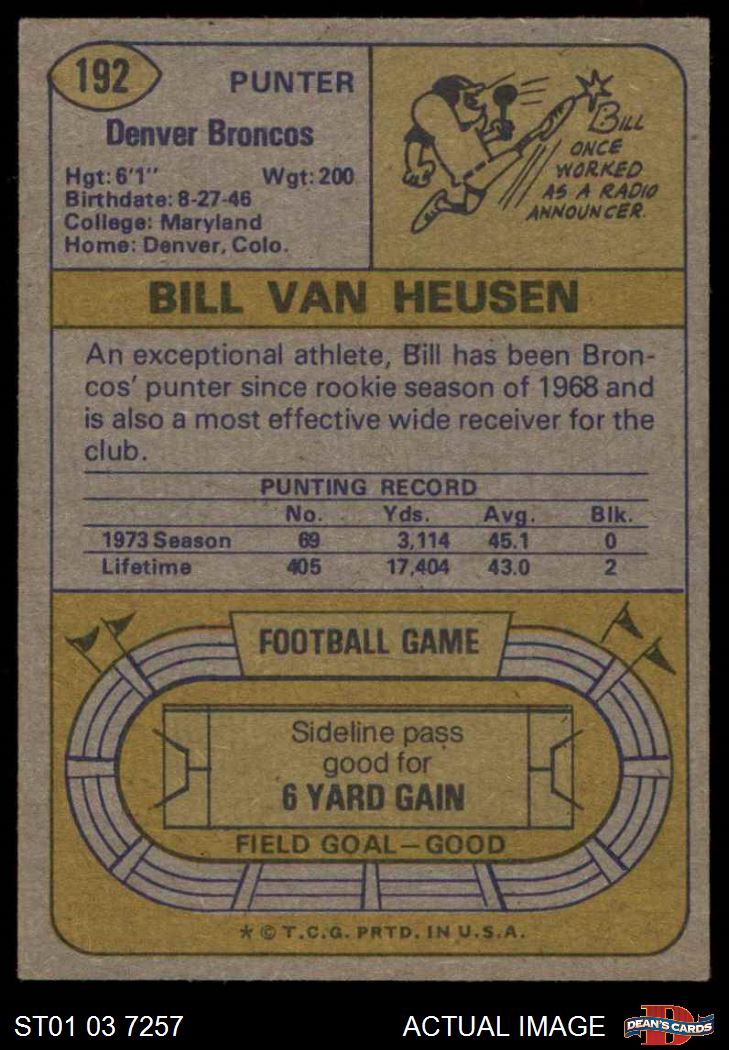 192
PUNTER
Denver Broncos
Hgt: 6'1" Wgt: 200
Birthdate: 8-27-46
College: Maryland
Home: Denver, Colo.
BILL
ONCE
WORKED
AS A RADIO
ANNOUNCER.
BILL VAN HEUSEN
An exceptional athlete, Bill has been Bron-
cos' punter since rookie season of 1968 and
is also a most effective wide receiver for the
club.
PUNTING RECORD
No. Yds. Avg. Blk.
1973 Season 69 3,114 45.1 0
Lifetime 405 17,404 43.0 2
FOOTBALL GAME
Sideline pass
good for
6 YARD GAIN
FIELD GOAL—GOOD
* © T.C.G. PRTD. IN U.S.A.
ST01 03 7257 ACTUAL IMAGE D DEAN'S CARDS